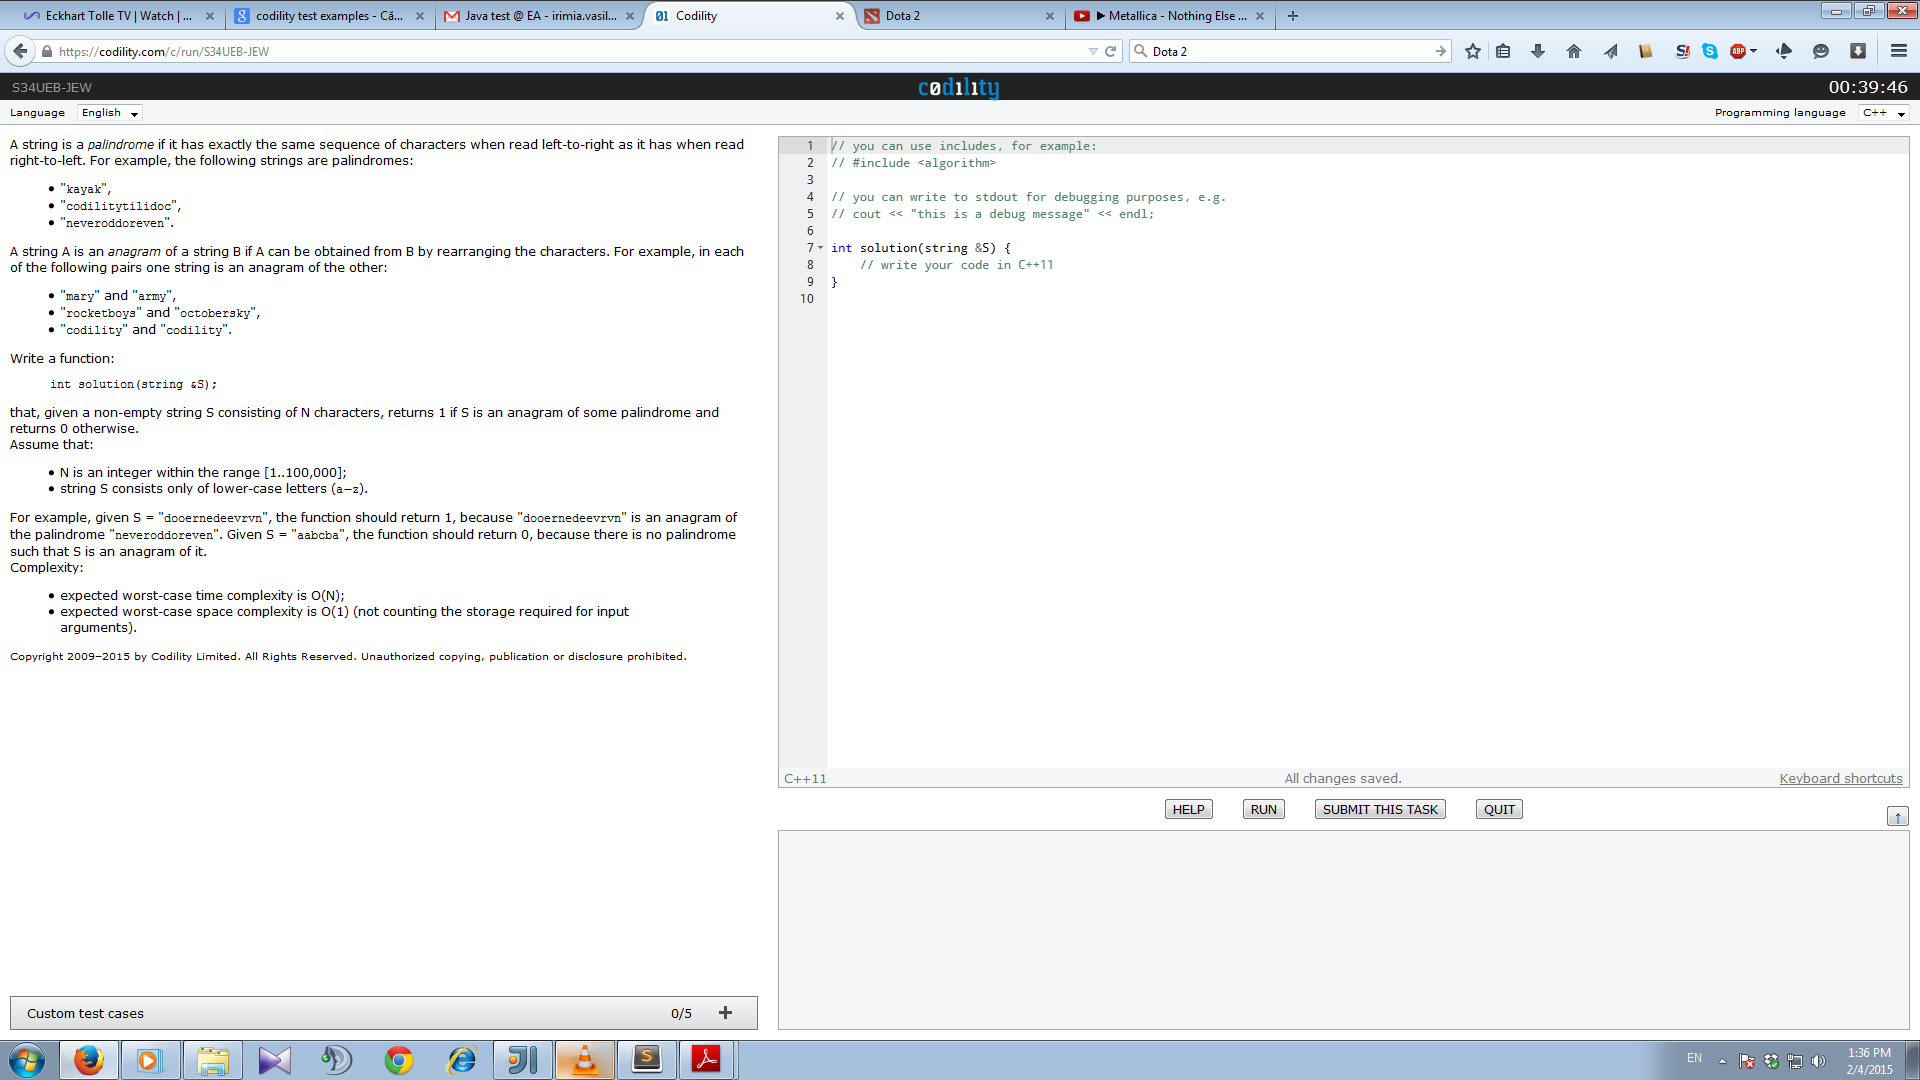 Eckhart Tolle TV | Watch | ...
codility test examples - Că...
Java test @ EA - irimia.vasil...
Codility
Dota 2
▶ Metallica - Nothing Else ...
https://codility.com/c/run/S34UEB-JEW
Dota 2
S34UEB-JEW
codility
00:39:46
Language English
Programming language C++
A string is a palindrome if it has exactly the same sequence of characters when read left-to-right as it has when read
right-to-left. For example, the following strings are palindromes:
• "kayak",
• "codilitytilidoc",
• "neveroddoreven".
A string A is an anagram of a string B if A can be obtained from B by rearranging the characters. For example, in each
of the following pairs one string is an anagram of the other:
• "mary" and "army",
• "rocketboys" and "octobersky",
• "codility" and "codility".
Write a function:
int solution(string &S);
that, given a non-empty string S consisting of N characters, returns 1 if S is an anagram of some palindrome and
returns 0 otherwise.
Assume that:
• N is an integer within the range [1..100,000];
• string S consists only of lower-case letters (a-z).
For example, given S = "dooernedeevrvn", the function should return 1, because "dooernedeevrvn" is an anagram of
the palindrome "neveroddoreven". Given S = "aabcba", the function should return 0, because there is no palindrome
such that S is an anagram of it.
Complexity:
• expected worst-case time complexity is O(N);
• expected worst-case space complexity is O(1) (not counting the storage required for input
arguments).
Copyright 2009–2015 by Codility Limited. All Rights Reserved. Unauthorized copying, publication or disclosure prohibited.
Custom test cases 0/5 +
1 // you can use includes, for example:
2 // #include <algorithm>
3
4 // you can write to stdout for debugging purposes, e.g.
5 // cout << "this is a debug message" << endl;
6
7 int solution(string &S) {
8 // write your code in C++11
9 }
10
C++11
All changes saved.
Keyboard shortcuts
HELP
RUN
SUBMIT THIS TASK
QUIT
↑
EN
1:36 PM
2/4/2015